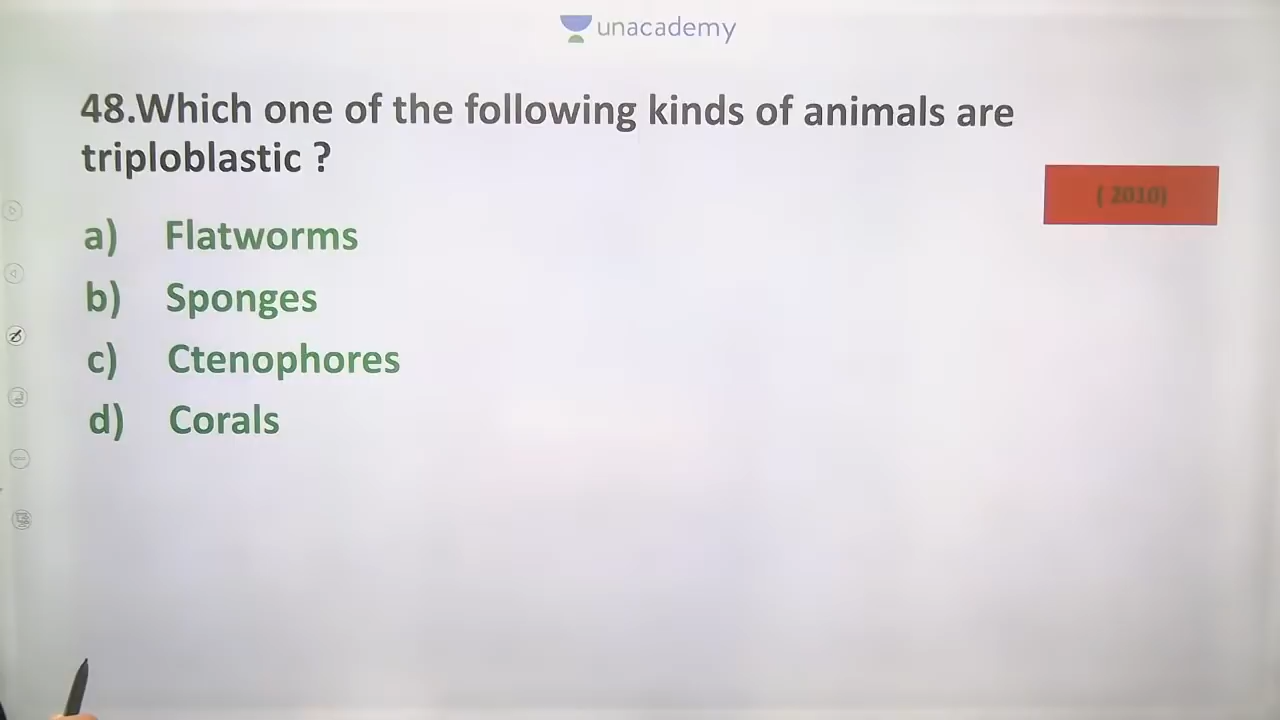 unacademy
48.Which one of the following kinds of animals are
triploblastic ?
( 2010)
a) Flatworms
b) Sponges
c) Ctenophores
d) Corals